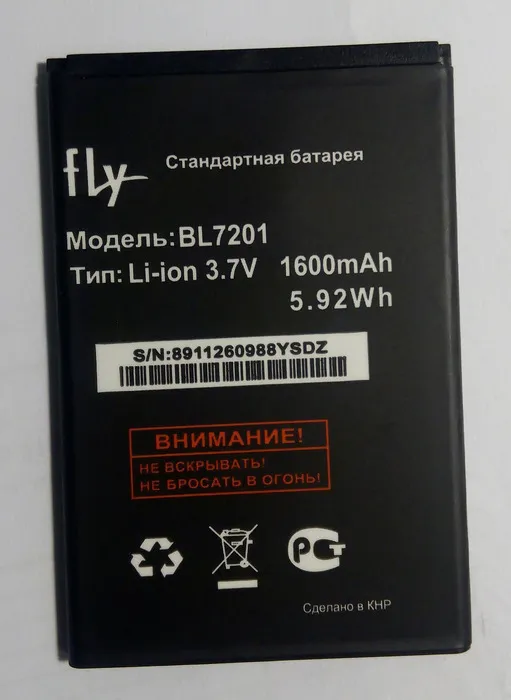 fly
Стандартная батарея
Модель: BL7201
Тип: Li-ion 3.7V 1600mAh
5.92Wh
S/N:8911260988YSDZ
ВНИМАНИЕ!
НЕ ВСКРЫВАТЬ!
НЕ БРОСАТЬ В ОГОНЬ!
РСТ
Сделано в КНР